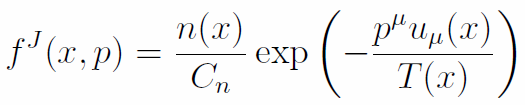 f^J(x, p) = \frac{n(x)}{C_n} \exp\left(-\frac{p^\mu u_\mu(x)}{T(x)}\right)